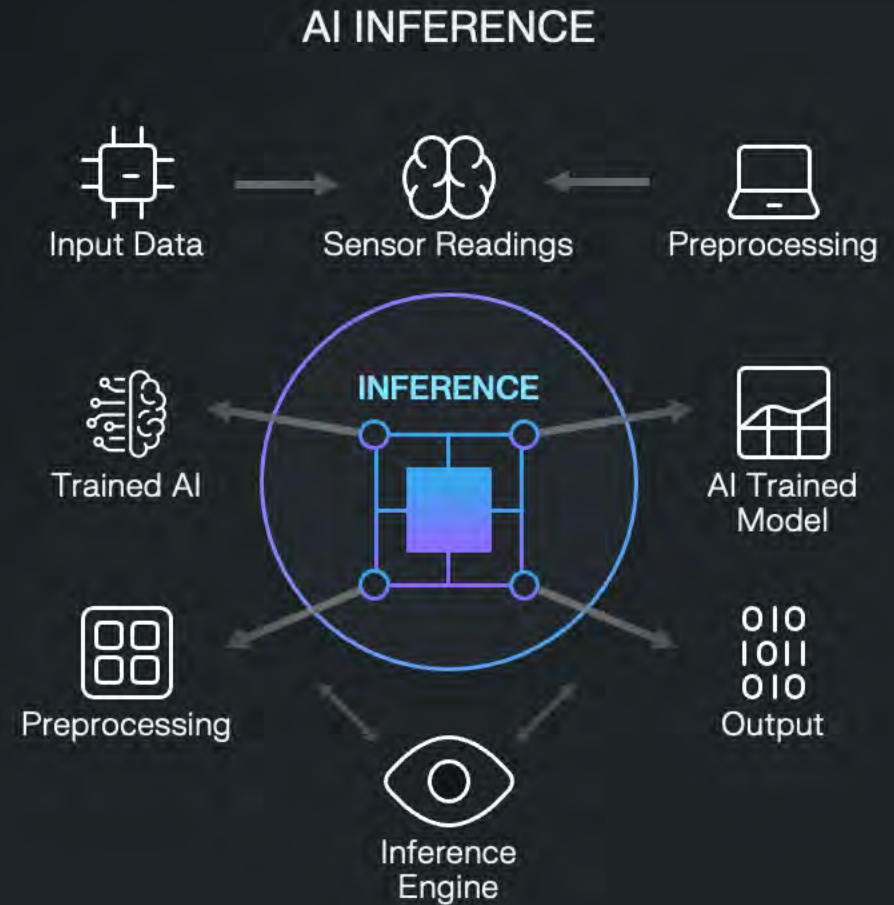 AI INFERENCE
Input Data
Sensor Readings
Preprocessing
INFERENCE
Trained AI
AI Trained
Model
010
1011
010
Preprocessing
Output
Inference
Engine